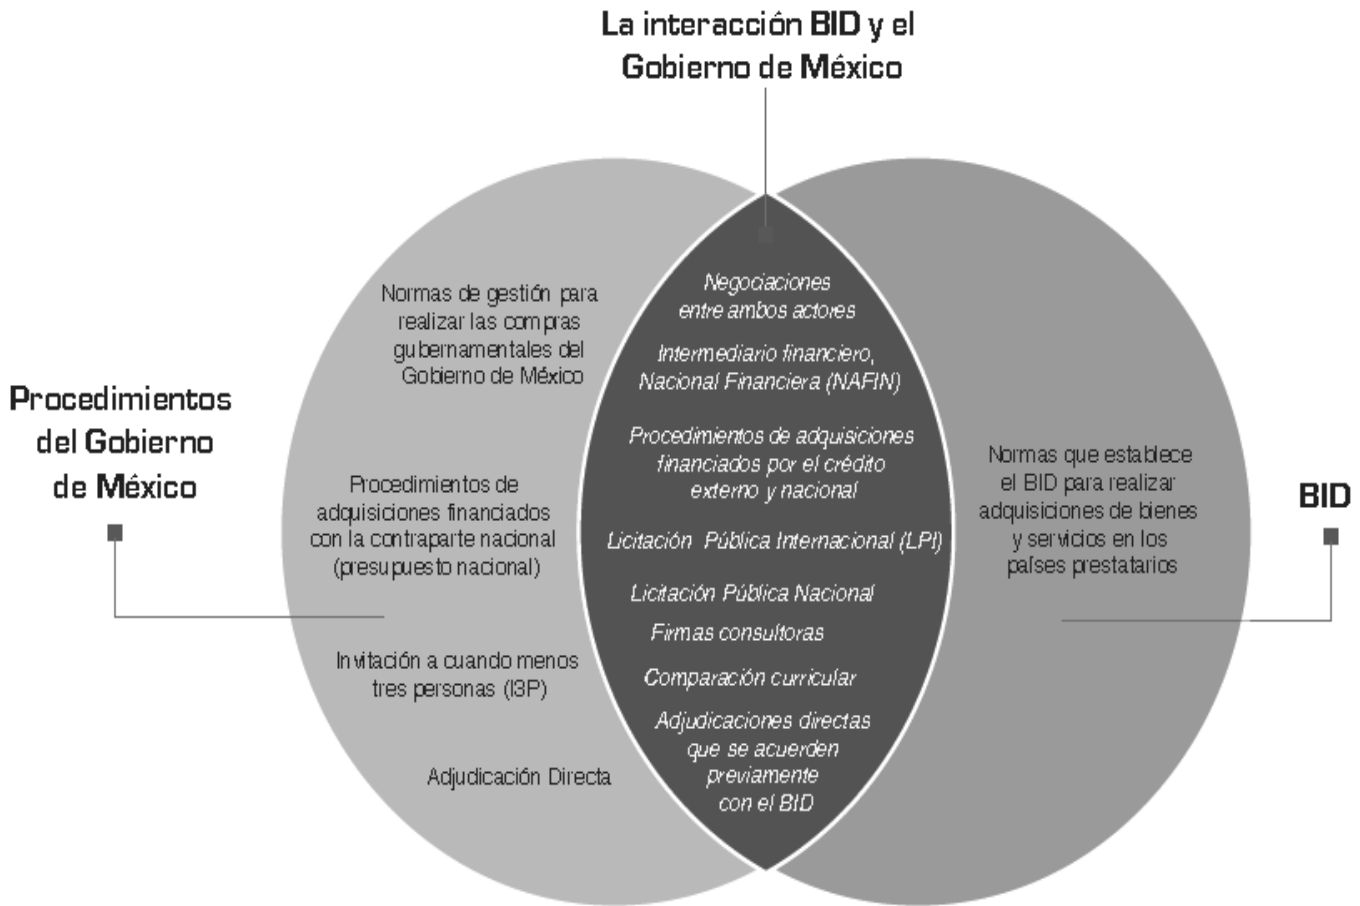 La interacción BID y el
Gobierno de México
Procedimientos
del Gobierno
de México
Normas de gestión para
realizar las compras
gubernamentales del
Gobierno de México
Procedimientos de
adquisiciones financiados
con la contraparte nacional
(presupuesto nacional)
Invitación a cuando menos
tres personas (I3P)
Adjudicación Directa
Negociaciones
entre ambos actores
Intermediario financiero,
Nacional Financiera (NAFIN)
Procedimientos de adquisiciones
financiados por el crédito
externo y nacional
Licitación Pública Internacional (LPI)
Licitación Pública Nacional
Firmas consultoras
Comparación curricular
Adjudicaciones directas
que se acuerden
previamente
con el BID
Normas que establece
el BID para realizar
adquisiciones de bienes
y servicios en los
países prestatarios
BID